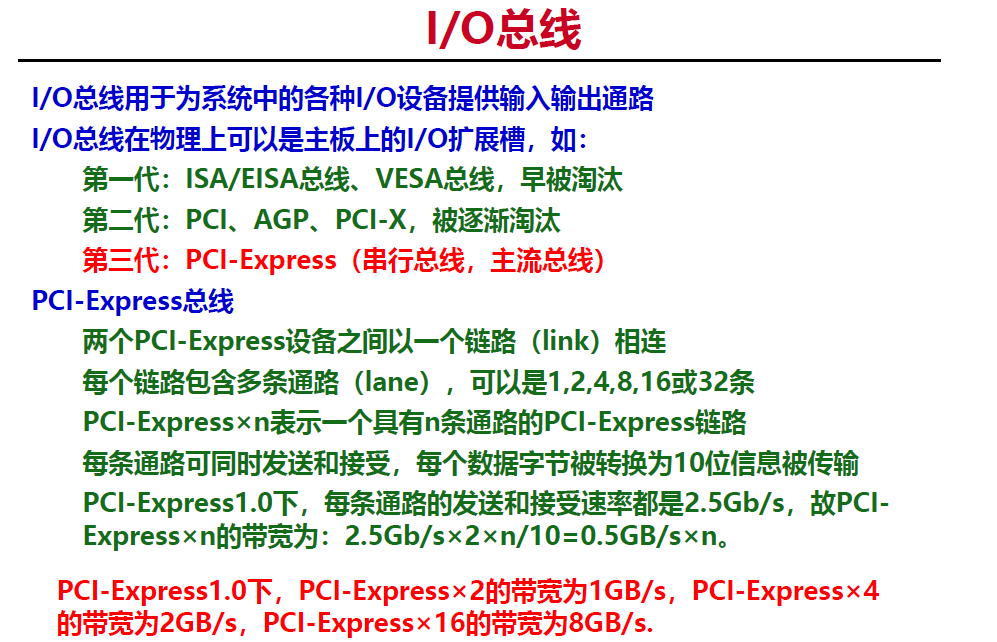 I/O总线
I/O总线用于为系统中的各种I/O设备提供输入输出通路
I/O总线在物理上可以是主板上的I/O扩展槽，如：
第一代：ISA/EISA总线、VESA总线，早被淘汰
第二代：PCI、AGP、PCI-X，被逐渐淘汰
第三代：PCI-Express（串行总线，主流总线）
PCI-Express总线
两个PCI-Express设备之间以一个链路（link）相连
每个链路包含多条通路（lane），可以是1,2,4,8,16或32条
PCI-Express×n表示一个具有n条通路的PCI-Express链路
每条通路可同时发送和接受，每个数据字节被转换为10位信息被传输
PCI-Express1.0下，每条通路的发送和接受速率都是2.5Gb/s，故PCI-
Express×n的带宽为：2.5Gb/s×2×n/10=0.5GB/s×n。
PCI-Express1.0下，PCI-Express×2的带宽为1GB/s，PCI-Express×4
的带宽为2GB/s，PCI-Express×16的带宽为8GB/s.